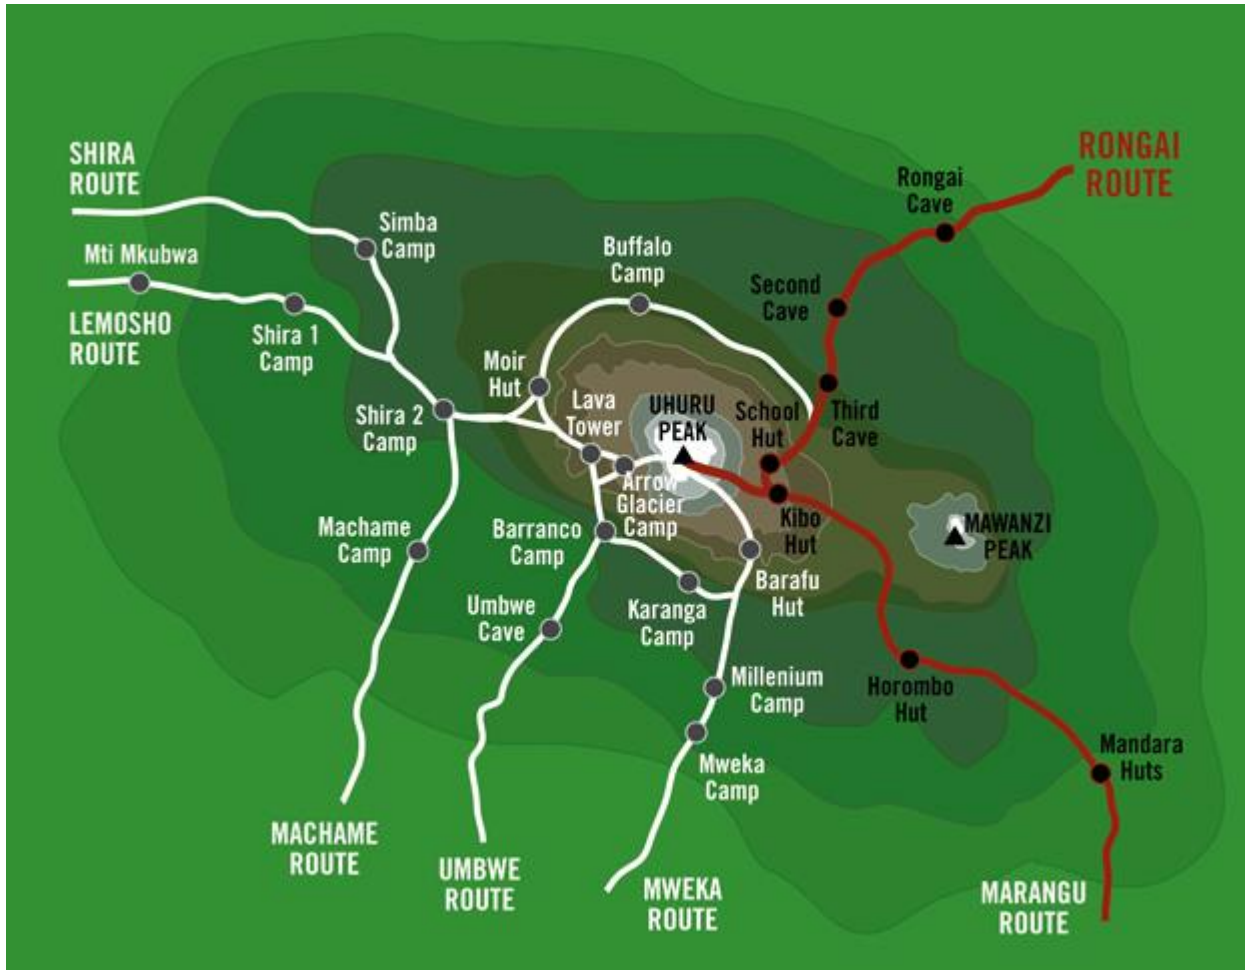 SHIRA
ROUTE
RONGAI
ROUTE
Rongai
Cave
Simba
Camp
Mti Mkubwa
Buffalo
Camp
Second
Cave
LEMOSHO
ROUTE
Shira 1
Camp
Moir
Hut
Lava
Tower
UHURU
PEAK
School
Hut
Third
Cave
Shira 2
Camp
Arrow
Glacier
Camp
Kibo
Hut
MAWANZI
PEAK
Machame
Camp
Barranco
Camp
Barafu
Hut
Umbwe
Cave
Karanga
Camp
Millenium
Camp
Horombo
Hut
Mandara
Huts
Mweka
Camp
MACHAME
ROUTE
UMBWE
ROUTE
MWEKA
ROUTE
MARANGU
ROUTE